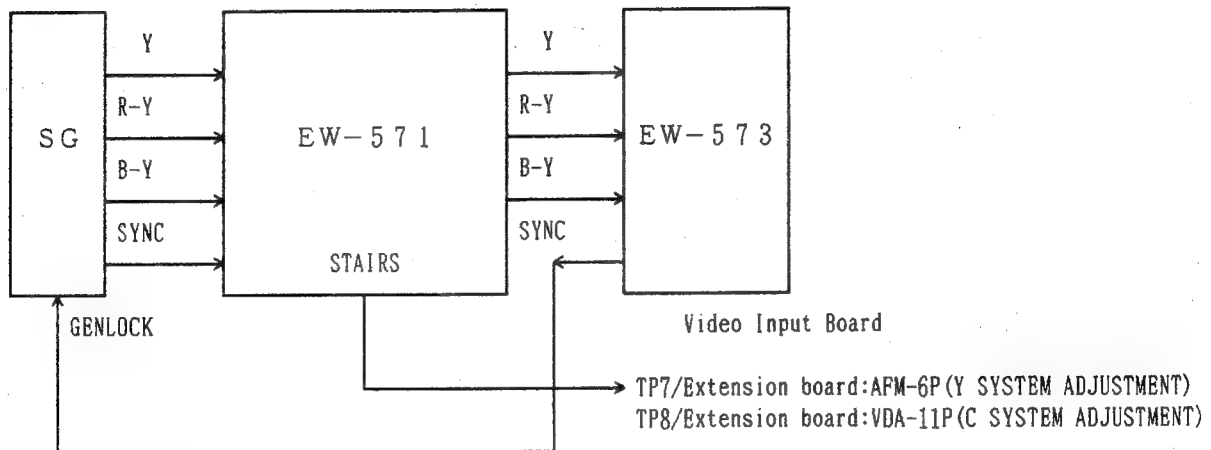 Y
Y
R-Y
R-Y
SG
EW-571
EW-573
B-Y
B-Y
SYNC
SYNC
STAIRS
GENLOCK
Video Input Board
TP7/Extension board:AFM-6P(Y SYSTEM ADJUSTMENT)
TP8/Extension board:VDA-11P(C SYSTEM ADJUSTMENT)